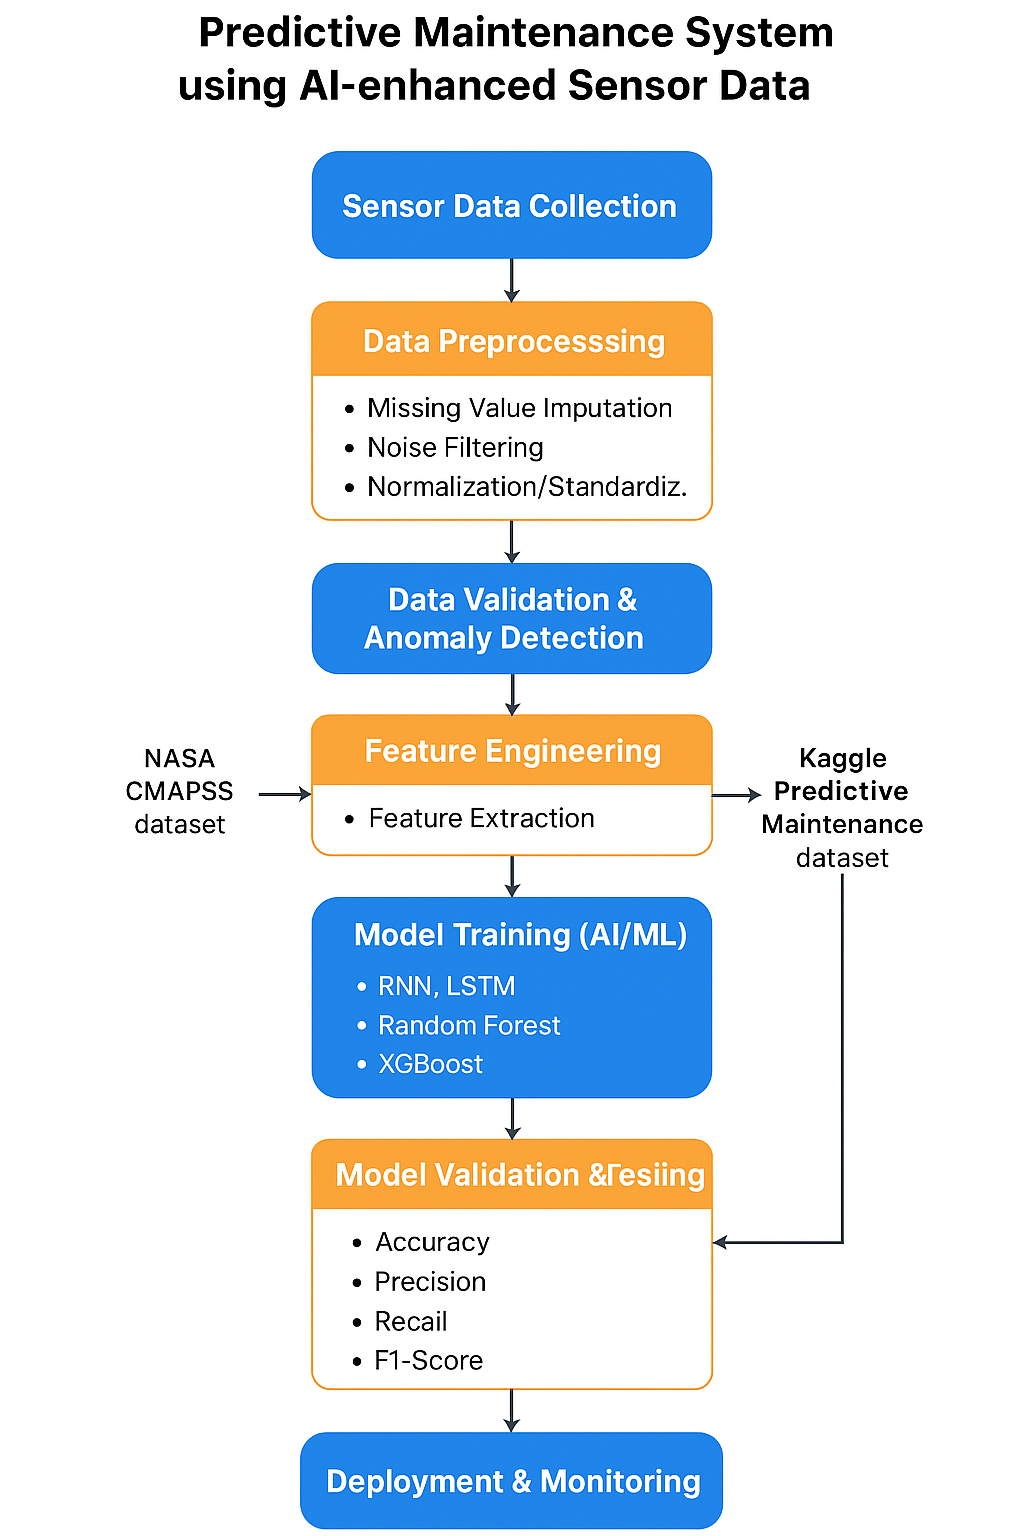 Predictive Maintenance System
using AI-enhanced Sensor Data
Sensor Data Collection
Data Preprocesssing
• Missing Value Imputation
• Noise Filtering
• Normalization/Standardiz.
Data Validation &
Anomaly Detection
NASA
CMAPSS
dataset
Feature Engineering
• Feature Extraction
Kaggle
Predictive
Maintenance
dataset
Model Training (AI/ML)
• RNN, LSTM
• Random Forest
• XGBoost
Model Validation &Tesiing
• Accuracy
• Precision
• Recail
• F1-Score
Deployment & Monitoring